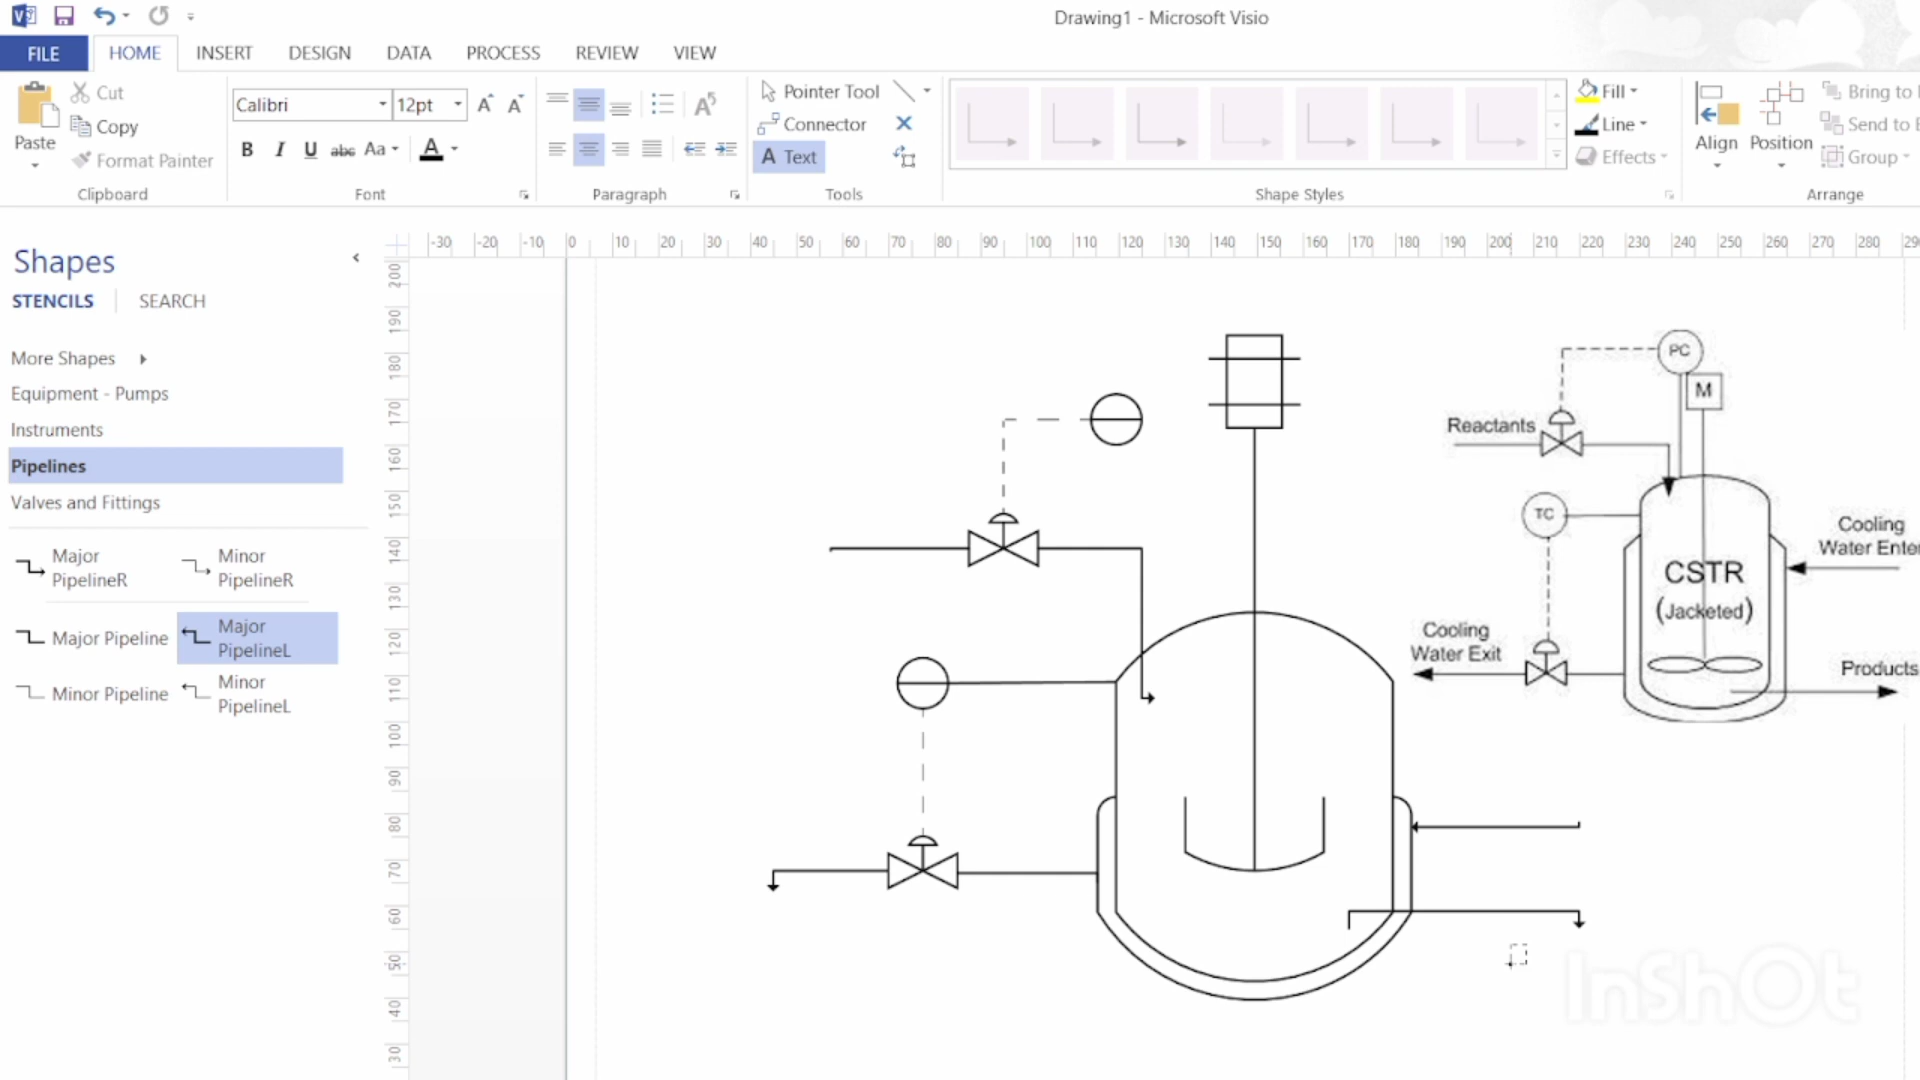 Drawing1 - Microsoft Visio
FILE HOME INSERT DESIGN DATA PROCESS REVIEW VIEW
Paste
Cut
Copy
Format Painter
Clipboard
Calibri 12pt
B I U abc Aa A
Font
Paragraph
Pointer Tool
Connector
A Text
Tools
Shape Styles
Fill
Line
Effects
Align
Position
Bring to
Send to B
Group
Arrange
Shapes
STENCILS SEARCH
More Shapes
Equipment - Pumps
Instruments
Pipelines
Valves and Fittings
Major PipelineR
Minor PipelineR
Major Pipeline
Major PipelineL
Minor Pipeline
Minor PipelineL
-30 -20 -10 0 10 20 30 40 50 60 70 80 90 100 110 120 130 140 150 160 170 180 190 200 210 220 230 240 250 260 270 280 290
200
190
180
170
160
150
140
130
120
110
100
90
80
70
60
50
40
30
PC
M
Reactants
TC
Cooling
Water Enter
CSTR
(Jacketed)
Cooling
Water Exit
Products
InShOt